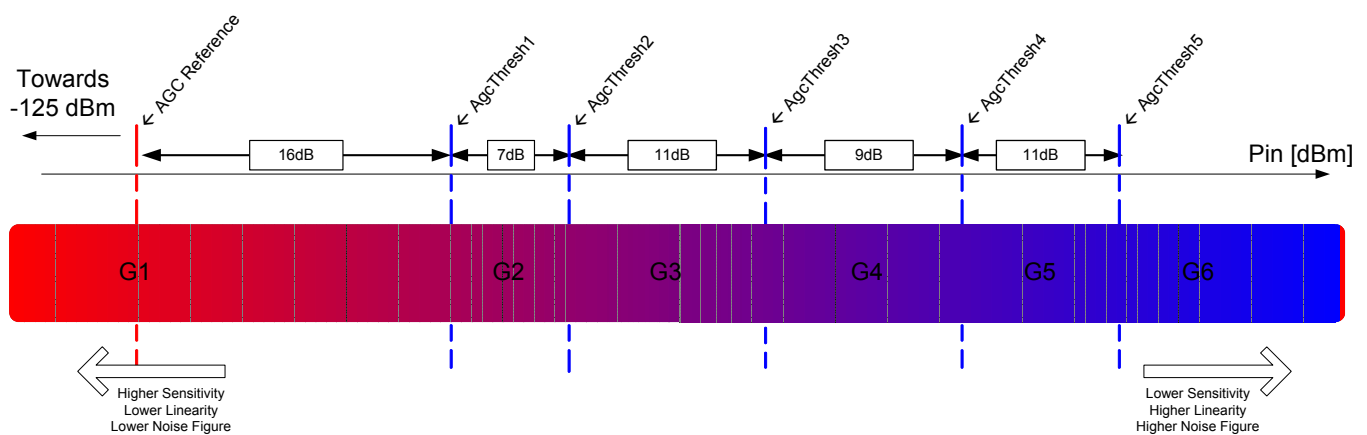 Towards
-125 dBm
← AGC Reference
← AgcThresh1
← AgcThresh2
← AgcThresh3
← AgcThresh4
← AgcThresh5
16dB
7dB
11dB
9dB
11dB
Pin [dBm]
G1
G2
G3
G4
G5
G6
Higher Sensitivity
Lower Linearity
Lower Noise Figure
Lower Sensitivity
Higher Linearity
Higher Noise Figure